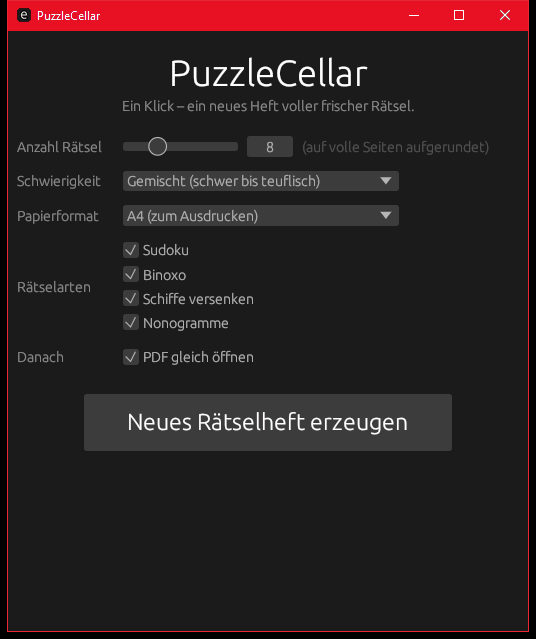 e PuzzleCellar
PuzzleCellar
Ein Klick – ein neues Heft voller frischer Rätsel.
Anzahl Rätsel 8 (auf volle Seiten aufgerundet)
Schwierigkeit Gemischt (schwer bis teuflisch)
Papierformat A4 (zum Ausdrucken)
Rätselarten
Sudoku
Binoxo
Schiffe versenken
Nonogramme
Danach PDF gleich öffnen
Neues Rätselheft erzeugen